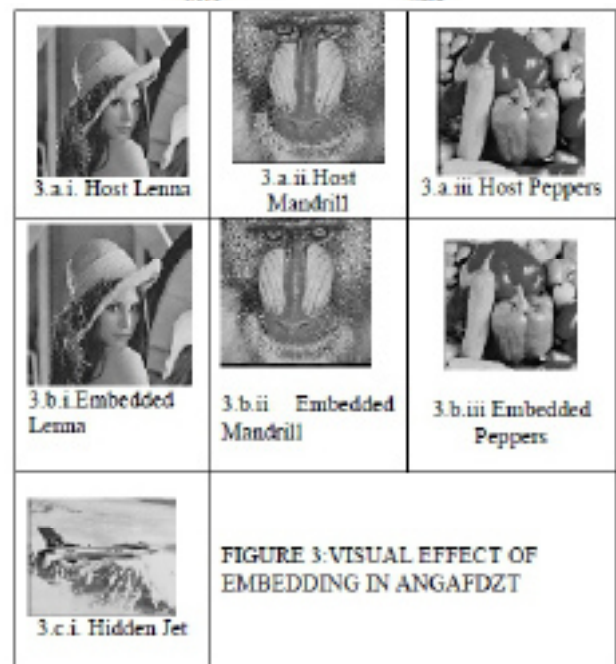 3.a.i. Host Lenna
3.a.ii.Host
Mandrill
3.a.iii Host Peppers
3.b.i.Embedded
Lenna
3.b.ii Embedded
Mandrill
3.b.iii Embedded
Peppers
3.c.i. Hidden Jet
FIGURE 3:VISUAL EFFECT OF
EMBEDDING IN ANGAFDZT